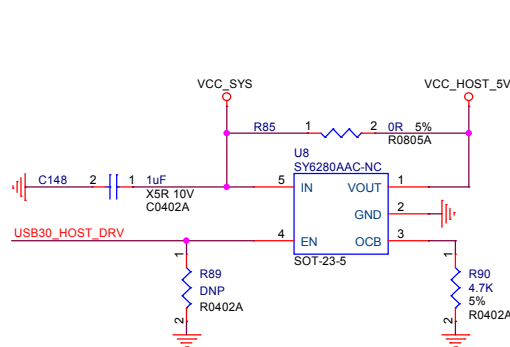 VCC_SYS
VCC_HOST_5V
R85 1 2 0R 5%
R0805A
U8
SY6280AAC-NC
C148 2 1 1uF
X5R 10V
C0402A
5 IN VOUT 1
GND 2
USB30_HOST_DRV
4 EN OCB 3
SOT-23-5
1
R89
DNP
R0402A
2
1
R90
4.7K
5%
R0402A
2